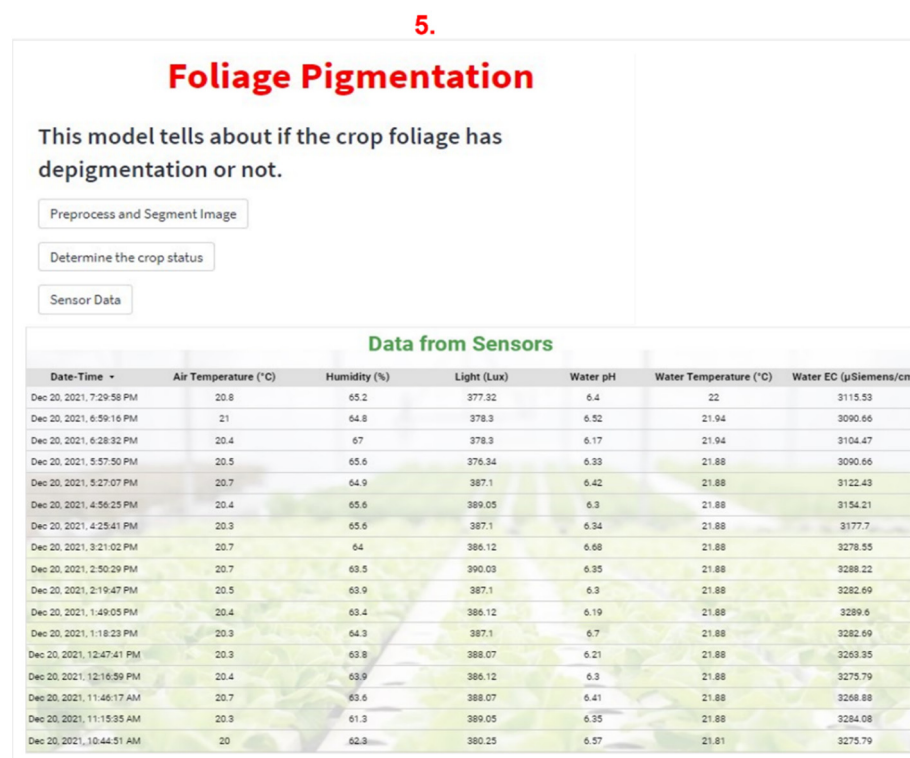 5.
Foliage Pigmentation
This model tells about if the crop foliage has
depigmentation or not.
Preprocess and Segment Image
Determine the crop status
Sensor Data
Data from Sensors
Date-Time Air Temperature (°C) Humidity (%) Light (Lux) Water pH Water Temperature (°C) Water EC (µSiemens/cm
Dec 20, 2021, 7:29:58 PM 20.8 65.2 377.32 6.4 22 3115.53
Dec 20, 2021, 6:59:16 PM 21 64.8 378.3 6.52 21.94 3090.66
Dec 20, 2021, 6:28:32 PM 20.4 67 378.3 6.17 21.94 3104.47
Dec 20, 2021, 5:57:50 PM 20.5 65.6 376.34 6.33 21.88 3090.66
Dec 20, 2021, 5:27:07 PM 20.7 64.9 387.1 6.42 21.88 3122.43
Dec 20, 2021, 4:56:25 PM 20.4 65.6 389.05 6.3 21.88 3154.21
Dec 20, 2021, 4:25:41 PM 20.3 65.6 387.1 6.34 21.88 3177.7
Dec 20, 2021, 3:21:02 PM 20.7 64 386.12 6.68 21.88 3278.55
Dec 20, 2021, 2:50:29 PM 20.7 63.5 390.03 6.35 21.88 3288.22
Dec 20, 2021, 2:19:47 PM 20.5 63.9 387.1 6.3 21.88 3282.69
Dec 20, 2021, 1:49:05 PM 20.4 63.4 386.12 6.19 21.88 3289.6
Dec 20, 2021, 1:18:23 PM 20.3 64.3 387.1 6.7 21.88 3282.69
Dec 20, 2021, 12:47:41 PM 20.3 63.8 388.07 6.21 21.88 3263.35
Dec 20, 2021, 12:16:59 PM 20.4 63.9 386.12 6.3 21.88 3275.79
Dec 20, 2021, 11:46:17 AM 20.7 63.6 388.07 6.41 21.88 3268.88
Dec 20, 2021, 11:15:35 AM 20.3 61.3 389.05 6.35 21.88 3284.08
Dec 20, 2021, 10:44:51 AM 20 62.3 380.25 6.57 21.81 3275.79